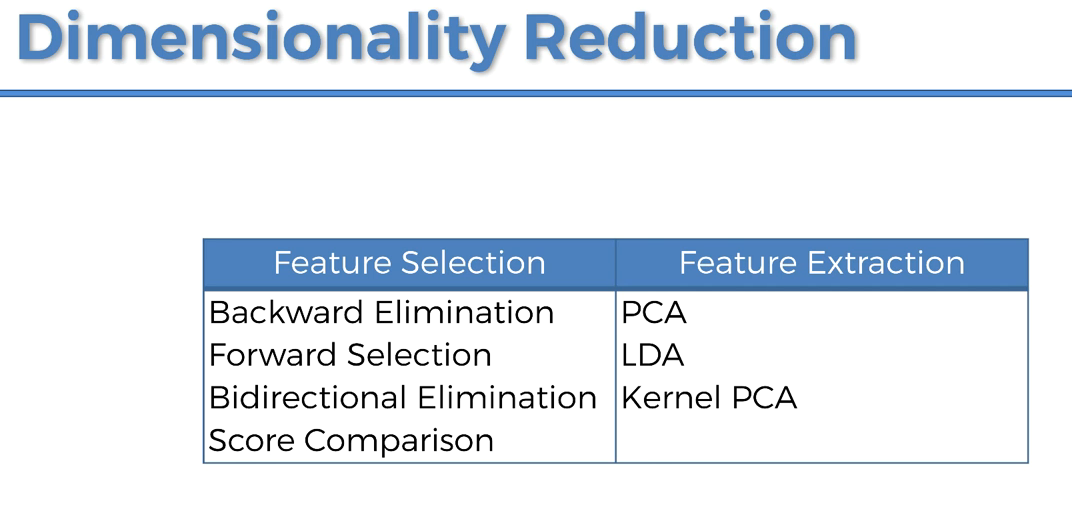 Dimensionality Reduction
Feature Selection
Feature Extraction
Backward Elimination
PCA
Forward Selection
LDA
Bidirectional Elimination
Kernel PCA
Score Comparison